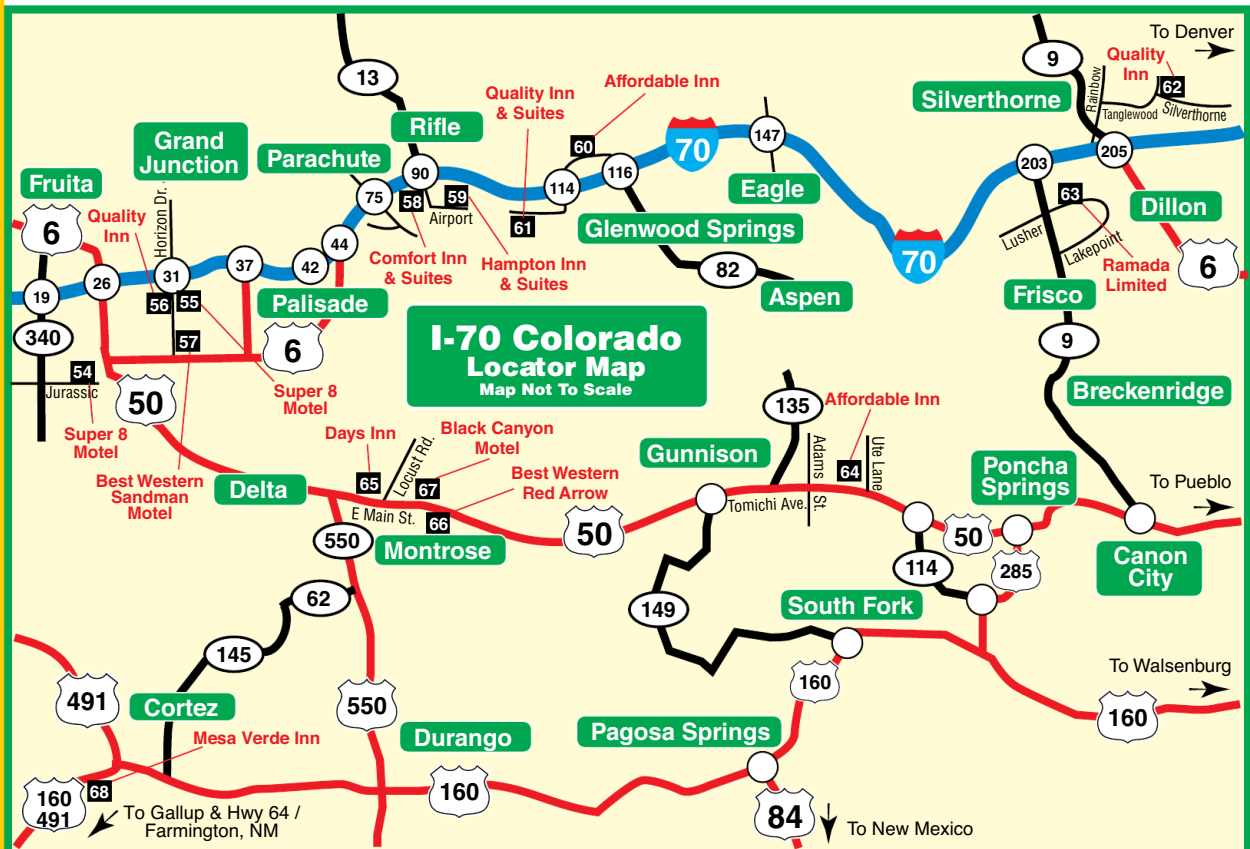 To Denver
9
Quality
Inn
62
Rainbow
Tanglewood
Silverthorne
Silverthorne
13
Affordable Inn
Quality Inn
& Suites
Rifle
60
70
147
203
205
Grand
Junction
Parachute
90
116
114
75
58
59
Airport
61
Eagle
63
Dillon
Fruita
6
Quality
Inn
Horizon Dr.
Glenwood Springs
Lusher
Lakepoint
70
6
44
37
42
31
26
19
Comfort Inn
& Suites
Hampton Inn
& Suites
82
Aspen
Ramada
Limited
Frisco
56
55
Palisade
340
57
6
9
I-70 Colorado
Locator Map
Map Not To Scale
54
Jurassic
50
Super 8
Motel
Super 8
Motel
Breckenridge
135
Affordable Inn
Days Inn
Locust Rd.
Black Canyon
Motel
Gunnison
Adams
St.
64
Ute Lane
Best Western
Sandman
Motel
Delta
65
67
Best Western
Red Arrow
Poncha
Springs
To Pueblo
E Main St.
66
Tomichi Ave.
50
50
550
Montrose
114
285
Canon
City
62
149
South Fork
145
160
To Walsenburg
491
Cortez
550
160
Mesa Verde Inn
Durango
Pagosa Springs
68
160
491
160
To Gallup & Hwy 64 /
Farmington, NM
84
To New Mexico